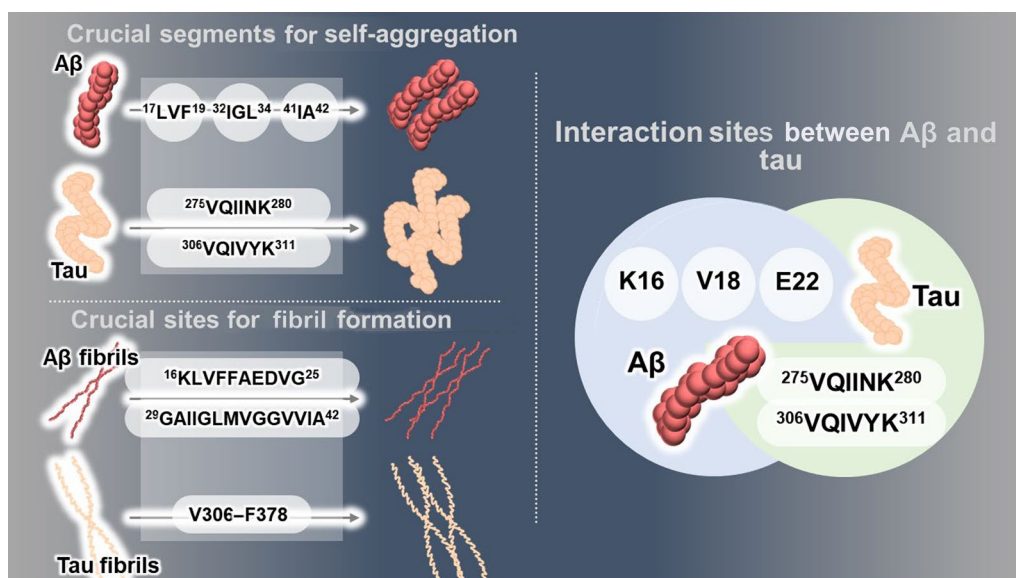 Crucial segments for self-aggregation
Aβ
¹⁷LVF¹⁹ ³²IGL³⁴ ⁴¹IA⁴²
²⁷⁵VQIINK²⁸⁰
³⁰⁶VQIVYK³¹¹
Tau
Crucial sites for fibril formation
Aβ fibrils
¹⁶KLVFFAEDVG²⁵
²⁹GAIIGLMVGGVVIA⁴²
V306–F378
Tau fibrils
Interaction sites between Aβ and
tau
K16 V18 E22
Tau
Aβ
²⁷⁵VQIINK²⁸⁰
³⁰⁶VQIVYK³¹¹